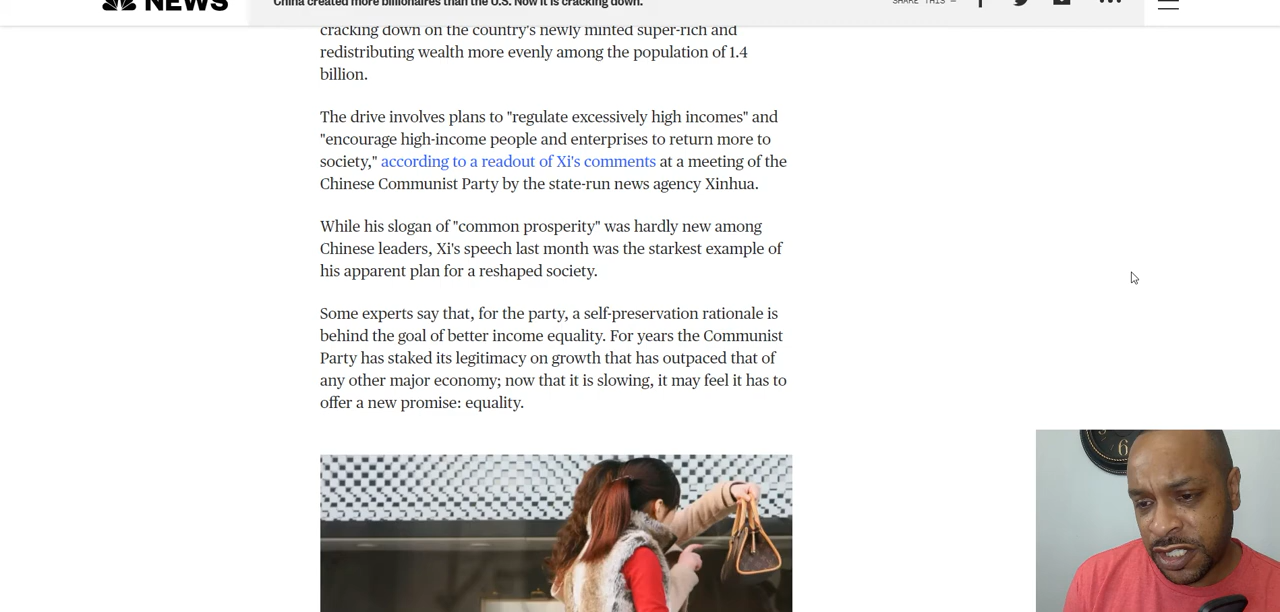 NEWS
China created more billionaires than the U.S. Now it is cracking down.
SHARE THIS —
cracking down on the country's newly minted super-rich and
redistributing wealth more evenly among the population of 1.4
billion.
The drive involves plans to "regulate excessively high incomes" and
"encourage high-income people and enterprises to return more to
society," according to a readout of Xi's comments at a meeting of the
Chinese Communist Party by the state-run news agency Xinhua.
While his slogan of "common prosperity" was hardly new among
Chinese leaders, Xi's speech last month was the starkest example of
his apparent plan for a reshaped society.
Some experts say that, for the party, a self-preservation rationale is
behind the goal of better income equality. For years the Communist
Party has staked its legitimacy on growth that has outpaced that of
any other major economy; now that it is slowing, it may feel it has to
offer a new promise: equality.
6